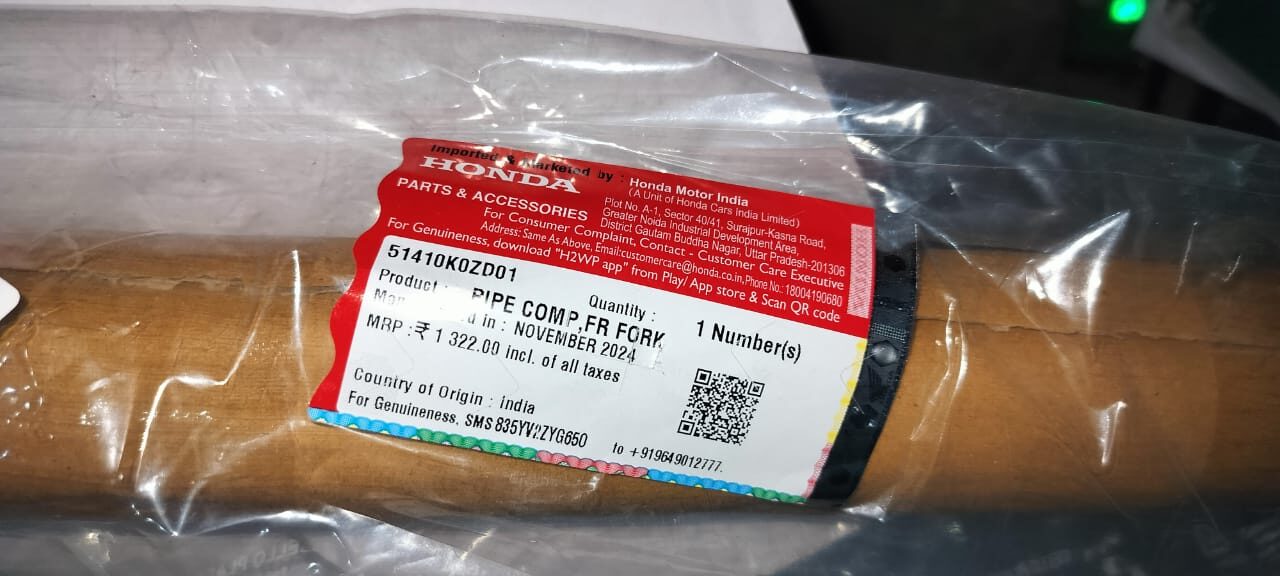 Imported & Marketed by : Honda Motor India
(A Unit of Honda Cars India Limited)
HONDA
PARTS & ACCESSORIES
Plot No. A-1, Sector 40/41, Surajpur-Kasna Road,
Greater Noida Industrial Development Area,
District Gautam Buddha Nagar, Uttar Pradesh-201306
For Consumer Complaint, Contact - Customer Care Executive
Address: Same As Above, Email:customercare@honda.co.in,Phone No.: 18004190680
For Genuineness, download "H2WP app" from Play/ App store & Scan QR code
51410K0ZD01
Product : PIPE COMP,FR FORK
Quantity : 1 Number(s)
in : NOVEMBER 2024
MRP : ₹ 1 322.00 incl. of all taxes
Country of Origin : india
For Genuineness, SMS to +919649012777.